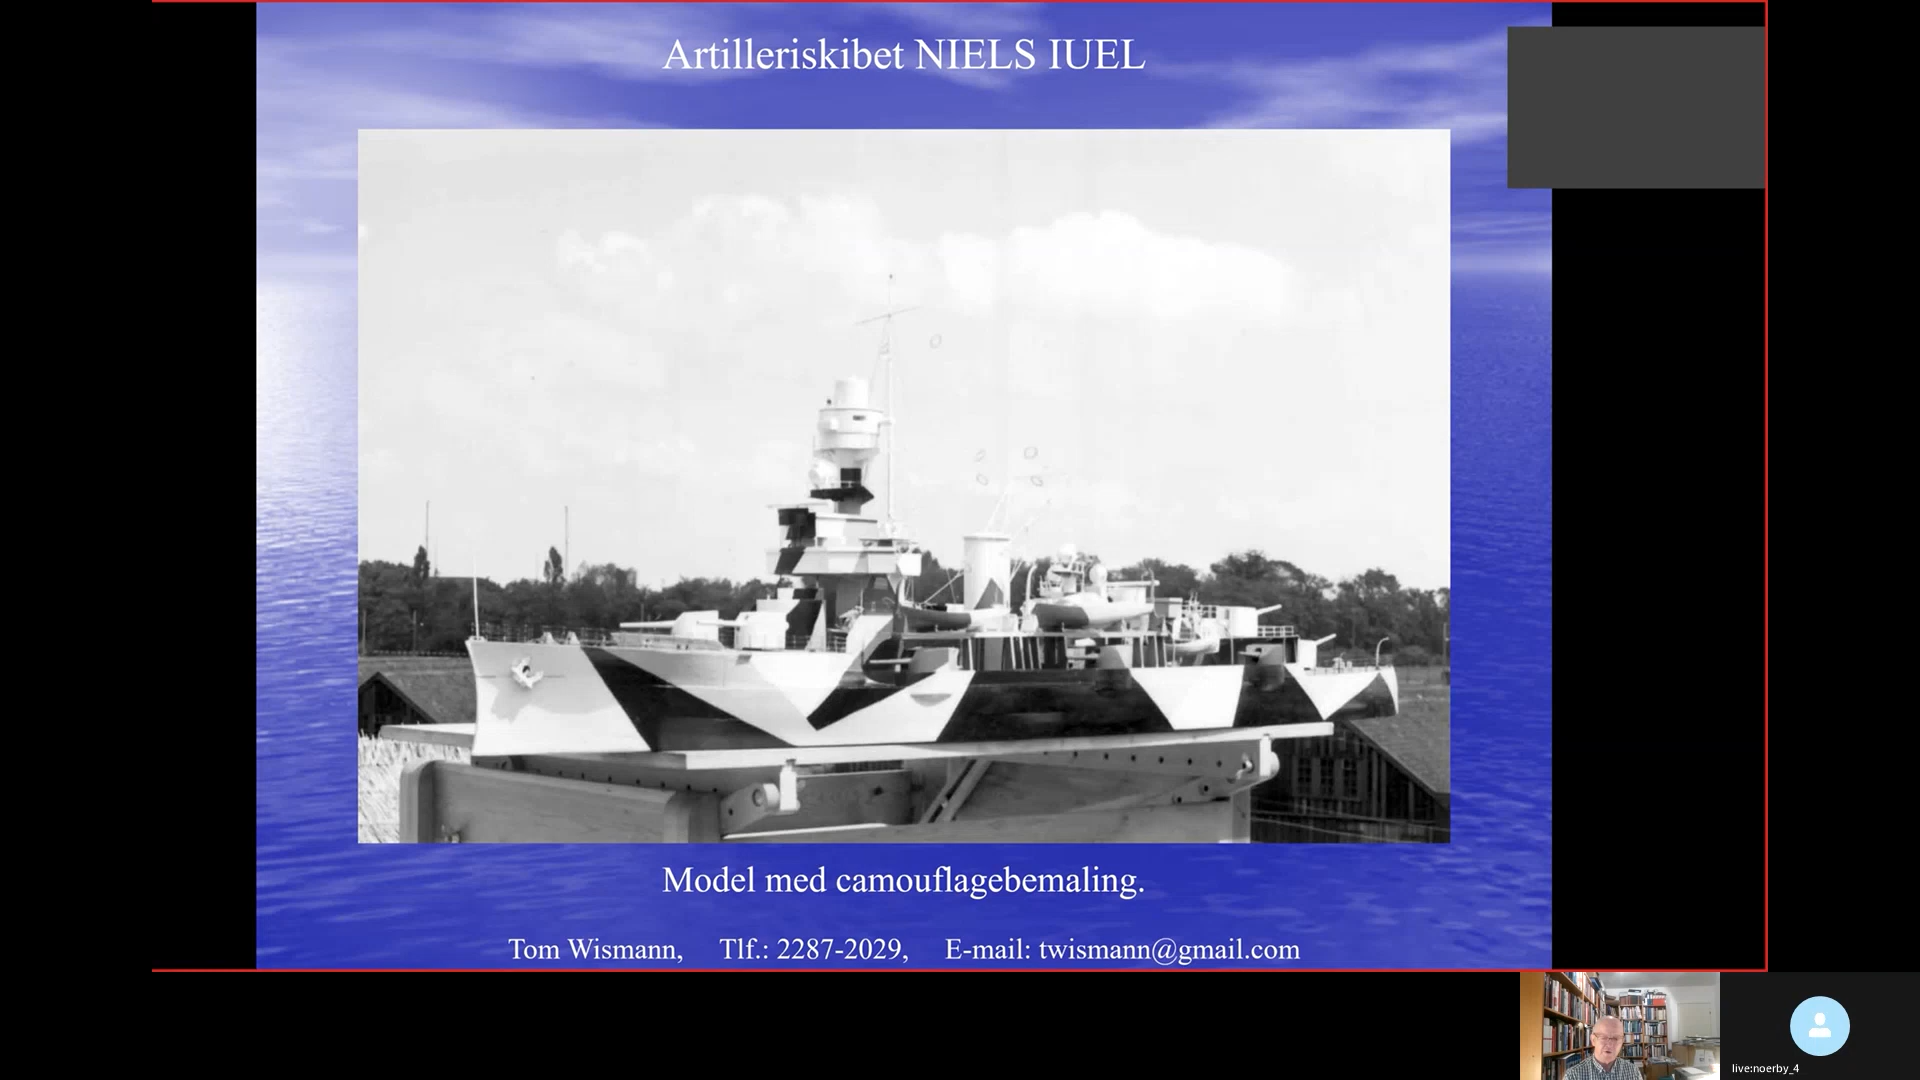 Artilleriskibet NIELS IUEL
Model med camouflagebemaling.
Tom Wismann, Tlf.: 2287-2029, E-mail: twismann@gmail.com
live:noerby_4